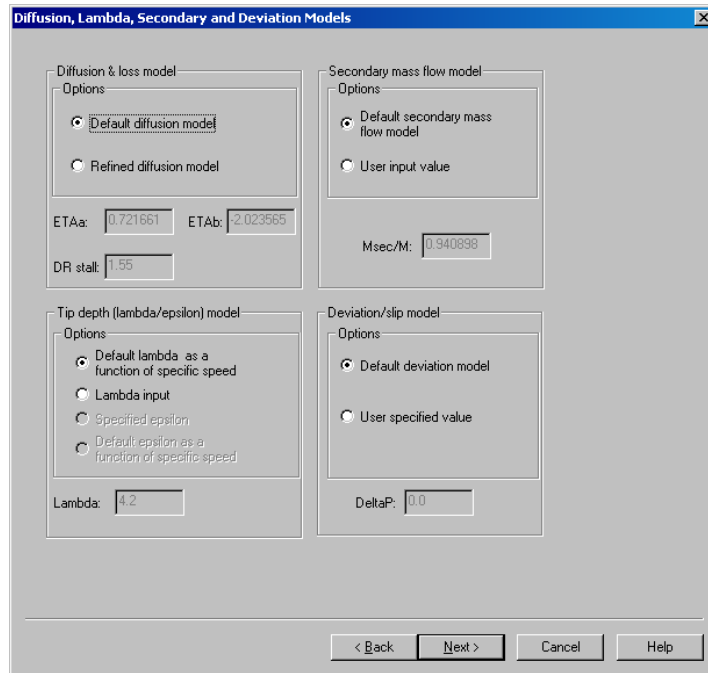 Diffusion, Lambda, Secondary and Deviation Models
Diffusion & loss model
Options
Default diffusion model
Refined diffusion model
ETAa: 0.721661 ETAb: -2.023565
DR stall: 1.55
Secondary mass flow model
Options
Default secondary mass
flow model
User input value
Msec/M: 0.940898
Tip depth (lambda/epsilon) model
Options
Default lambda as a
function of specific speed
Lambda input
Specified epsilon
Default epsilon as a
function of specific speed
Lambda: 4.2
Deviation/slip model
Options
Default deviation model
User specified value
DeltaP: 0.0
< Back Next > Cancel Help